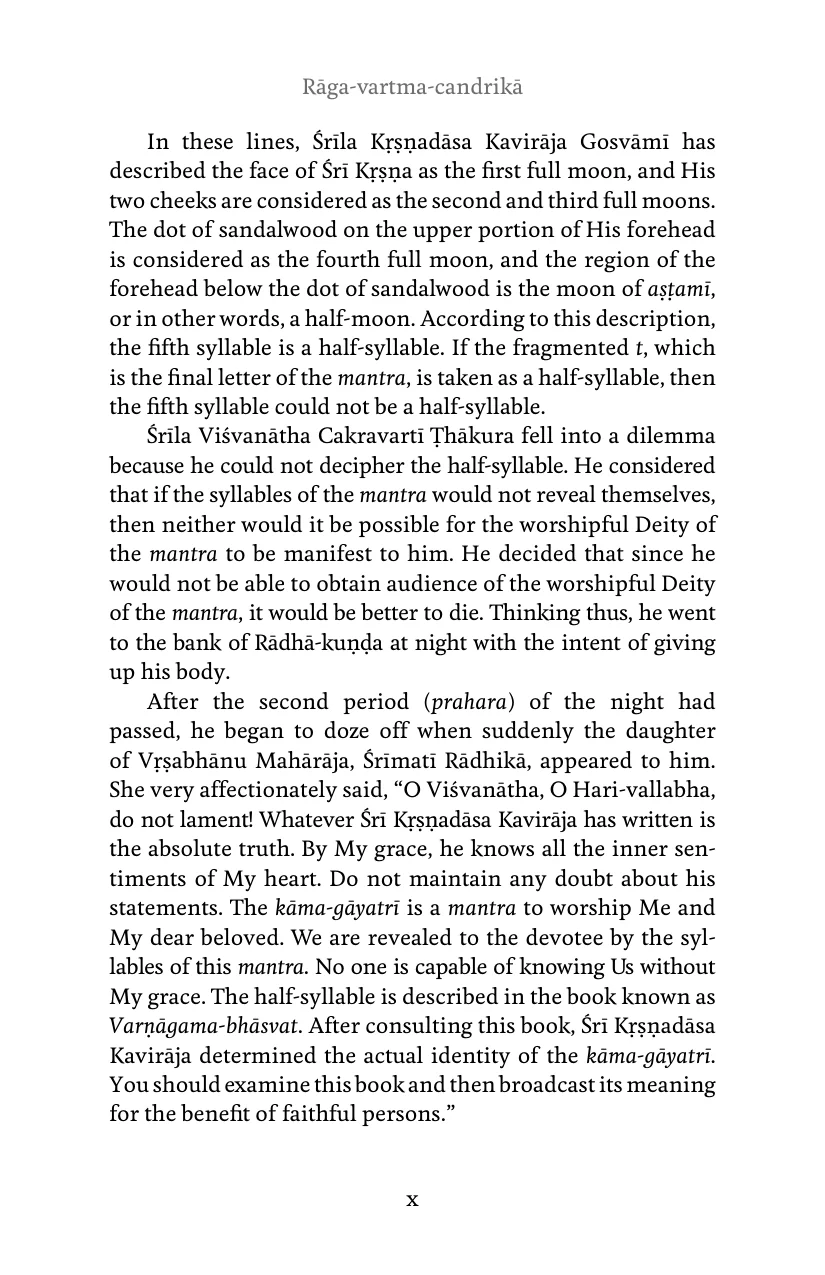 Rāga-vartma-candrikā
In these lines, Śrīla Kṛṣṇadāsa Kavirāja Gosvāmī has
described the face of Śrī Kṛṣṇa as the first full moon, and His
two cheeks are considered as the second and third full moons.
The dot of sandalwood on the upper portion of His forehead
is considered as the fourth full moon, and the region of the
forehead below the dot of sandalwood is the moon of aṣṭamī,
or in other words, a half-moon. According to this description,
the fifth syllable is a half-syllable. If the fragmented t, which
is the final letter of the mantra, is taken as a half-syllable, then
the fifth syllable could not be a half-syllable.
Śrīla Viśvanātha Cakravartī Ṭhākura fell into a dilemma
because he could not decipher the half-syllable. He considered
that if the syllables of the mantra would not reveal themselves,
then neither would it be possible for the worshipful Deity of
the mantra to be manifest to him. He decided that since he
would not be able to obtain audience of the worshipful Deity
of the mantra, it would be better to die. Thinking thus, he went
to the bank of Rādhā-kuṇḍa at night with the intent of giving
up his body.
After the second period (prahara) of the night had
passed, he began to doze off when suddenly the daughter
of Vṛṣabhānu Mahārāja, Śrīmatī Rādhikā, appeared to him.
She very affectionately said, “O Viśvanātha, O Hari-vallabha,
do not lament! Whatever Śrī Kṛṣṇadāsa Kavirāja has written is
the absolute truth. By My grace, he knows all the inner sen-
timents of My heart. Do not maintain any doubt about his
statements. The kāma-gāyatrī is a mantra to worship Me and
My dear beloved. We are revealed to the devotee by the syl-
lables of this mantra. No one is capable of knowing Us without
My grace. The half-syllable is described in the book known as
Varṇāgama-bhāsvat. After consulting this book, Śrī Kṛṣṇadāsa
Kavirāja determined the actual identity of the kāma-gāyatrī.
You should examine this book and then broadcast its meaning
for the benefit of faithful persons.”
x